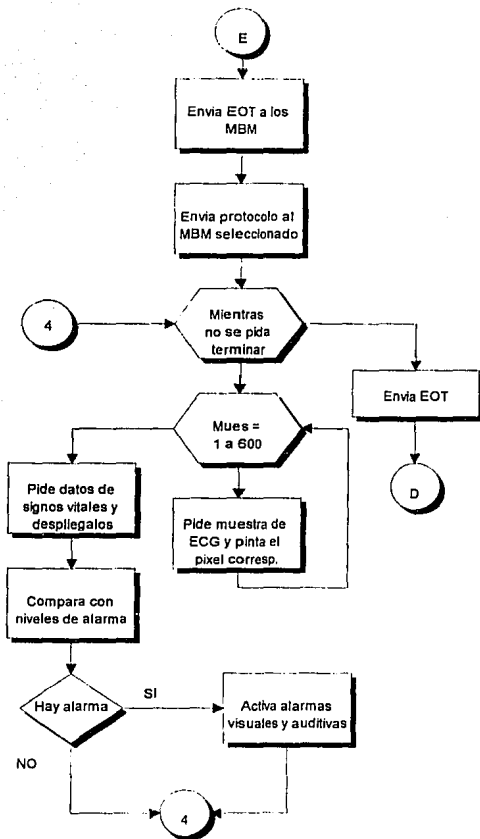 E
Envia EOT a los
MBM
Envia protocolo al
MBM seleccionado
4
Mientras
no se pida
terminar
Envia EOT
D
Mues =
1 a 600
Pide datos de
signos vitales y
despliegalos
Pide muestra de
ECG y pinta el
pixel corresp.
Compara con
niveles de alarma
Hay alarma
SI
Activa alarmas
visuales y auditivas
NO
4